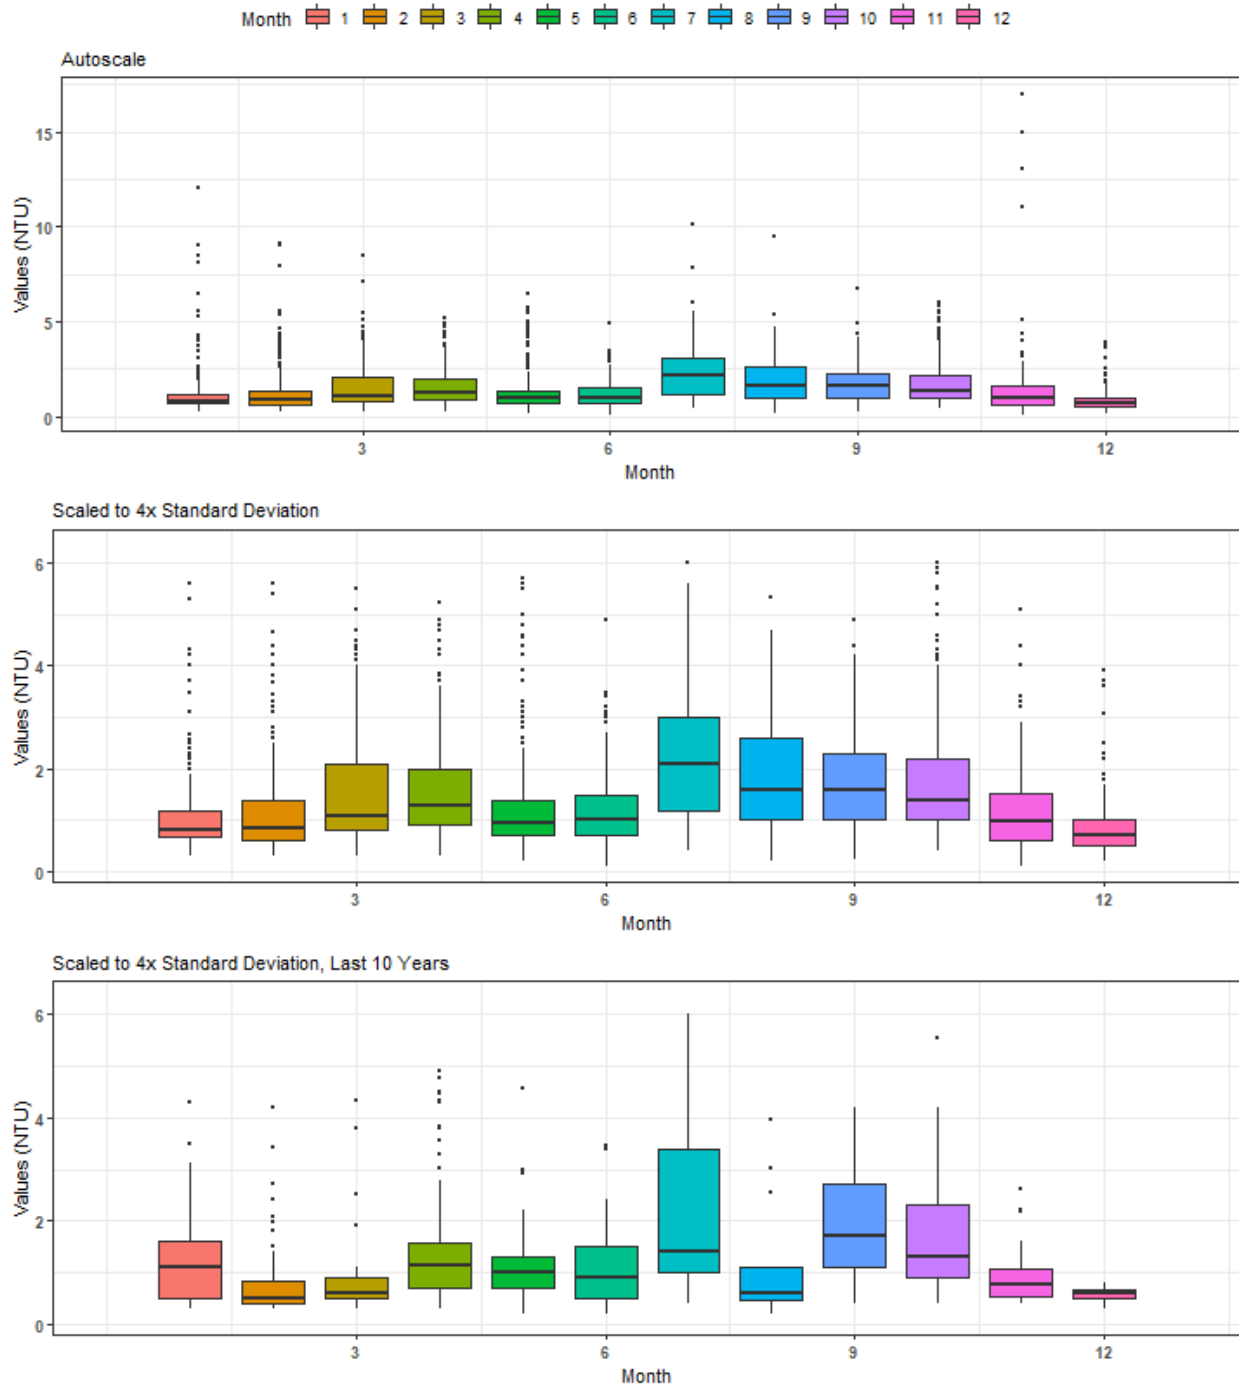 Month 1 2 3 4 5 6 7 8 9 10 11 12
Autoscale
Values (NTU)
15
10
5
0
3 6 9 12
Month
Scaled to 4x Standard Deviation
Values (NTU)
6
4
2
0
3 6 9 12
Month
Scaled to 4x Standard Deviation, Last 10 Years
Values (NTU)
6
4
2
0
3 6 9 12
Month